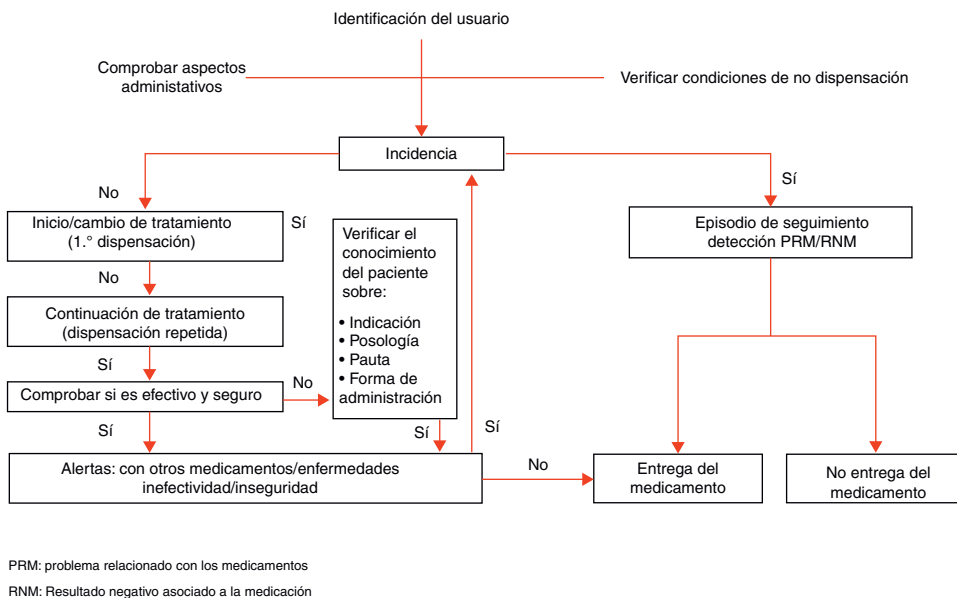 Identificación del usuario
Comprobar aspectos
administativos
Verificar condiciones de no dispensación
Incidencia
No
Sí
Inicio/cambio de tratamiento
(1.° dispensación)
Sí
Verificar el
conocimiento
del paciente
sobre:
• Indicación
• Posología
• Pauta
• Forma de
administración
Episodio de seguimiento
detección PRM/RNM
No
Continuación de tratamiento
(dispensación repetida)
Sí
Comprobar si es efectivo y seguro
No
Sí
Sí
Sí
Alertas: con otros medicamentos/enfermedades
inefectividad/inseguridad
No
Entrega del
medicamento
No entrega del
medicamento
PRM: problema relacionado con los medicamentos
RNM: Resultado negativo asociado a la medicación